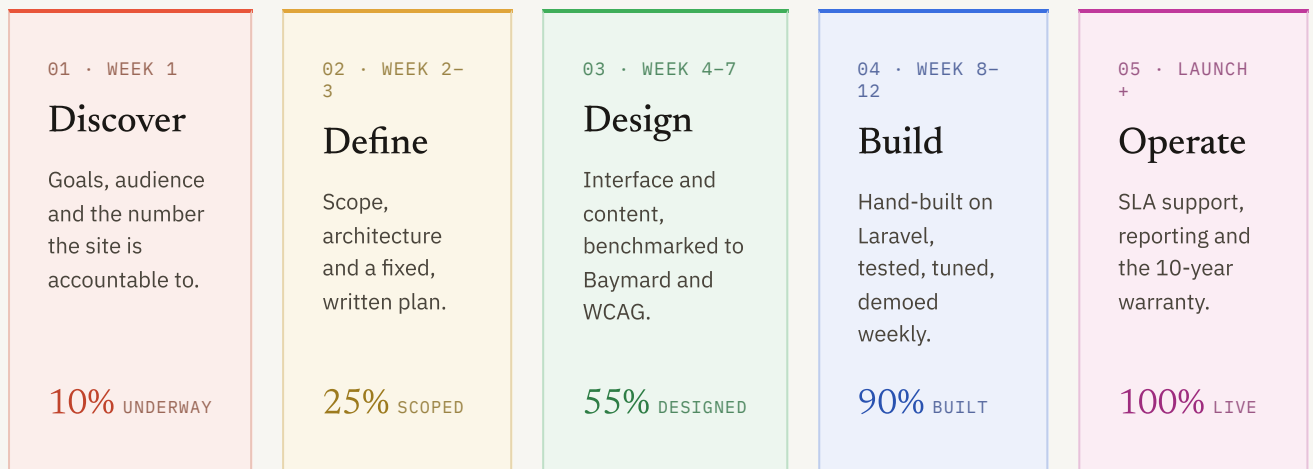 01 · WEEK 1
Discover
Goals, audience
and the number
the site is
accountable to.
10% UNDERWAY
02 · WEEK 2–
3
Define
Scope,
architecture
and a fixed,
written plan.
25% SCOPED
03 · WEEK 4–7
Design
Interface and
content,
benchmarked to
Baymard and
WCAG.
55% DESIGNED
04 · WEEK 8–
12
Build
Hand-built on
Laravel,
tested, tuned,
demoed
weekly.
90% BUILT
05 · LAUNCH
+
Operate
SLA support,
reporting and
the 10-year
warranty.
100% LIVE